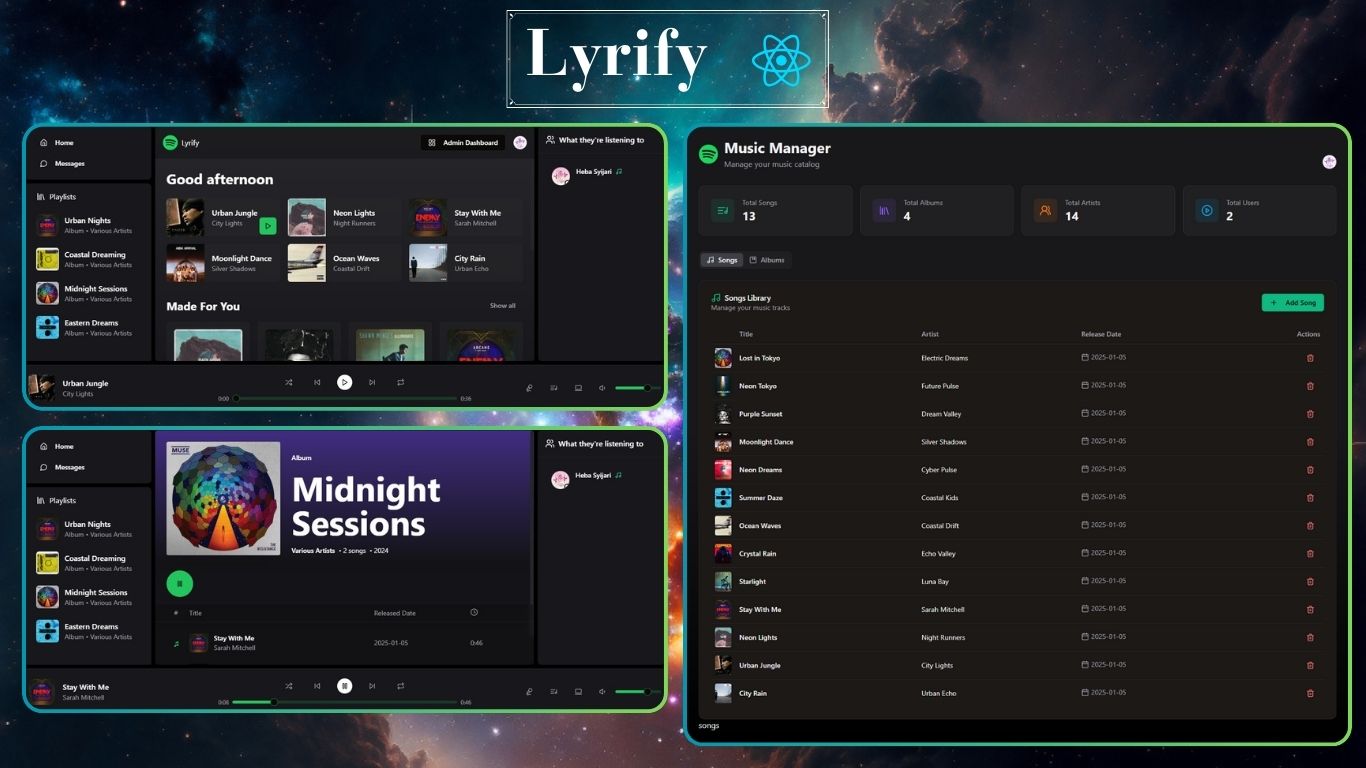 Lyrify
Home
Messages
Playlists
Urban Nights
Album • Various Artists
Coastal Dreaming
Album • Various Artists
Midnight Sessions
Album • Various Artists
Eastern Dreams
Album • Various Artists
Lyrify
Admin Dashboard
Good afternoon
Urban Jungle
City Lights
Neon Lights
Night Runners
Stay With Me
Sarah Mitchell
Moonlight Dance
Silver Shadows
Ocean Waves
Coastal Drift
City Rain
Urban Echo
Made For You
Show all
What they're listening to
Heba Syijari
Urban Jungle
City Lights
0:00
0:36
Home
Messages
Playlists
Urban Nights
Album • Various Artists
Coastal Dreaming
Album • Various Artists
Midnight Sessions
Album • Various Artists
Eastern Dreams
Album • Various Artists
MUSE
Album
Midnight
Sessions
Various Artists • 2 songs • 2024
# Title Released Date
Stay With Me
Sarah Mitchell
2025-01-05
0:46
What they're listening to
Heba Syijari
Stay With Me
Sarah Mitchell
0:08
0:46
Music Manager
Manage your music catalog
Total Songs
13
Total Albums
4
Total Artists
14
Total Users
2
Songs Albums
Songs Library
Manage your music tracks
Add Song
Title Artist Release Date Actions
Lost in Tokyo Electric Dreams 2025-01-05
Neon Tokyo Future Pulse 2025-01-05
Purple Sunset Dream Valley 2025-01-05
Moonlight Dance Silver Shadows 2025-01-05
Neon Dreams Cyber Pulse 2025-01-05
Summer Daze Coastal Kids 2025-01-05
Ocean Waves Coastal Drift 2025-01-05
Crystal Rain Echo Valley 2025-01-05
Starlight Luna Bay 2025-01-05
Stay With Me Sarah Mitchell 2025-01-05
Neon Lights Night Runners 2025-01-05
Urban Jungle City Lights 2025-01-05
City Rain Urban Echo 2025-01-05
songs